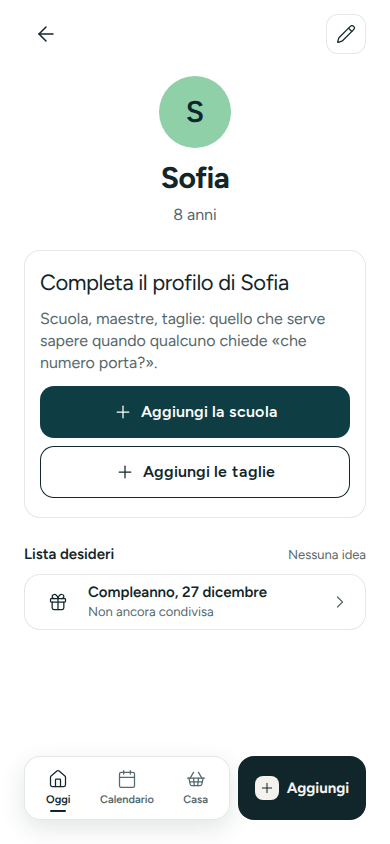 S
Sofia
8 anni
Completa il profilo di Sofia
Scuola, maestre, taglie: quello che serve
sapere quando qualcuno chiede «che
numero porta?».
Aggiungi la scuola
Aggiungi le taglie
Lista desideri
Nessuna idea
Compleanno, 27 dicembre
Non ancora condivisa
Oggi
Calendario
Casa
Aggiungi